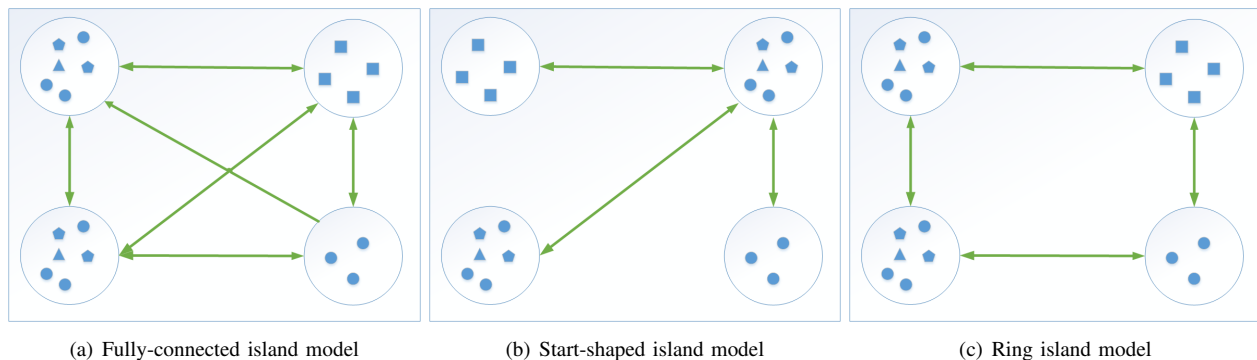 (a) Fully-connected island model
(b) Start-shaped island model
(c) Ring island model